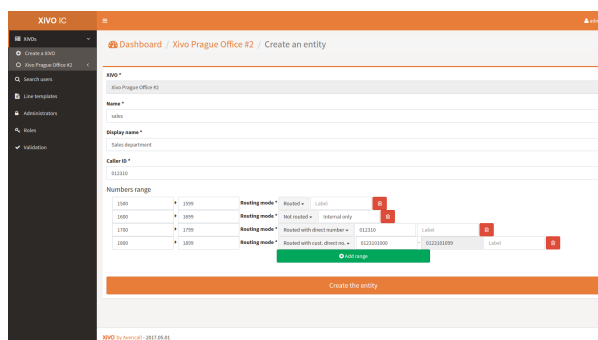 XiVO IC
XiVOs
Create a XiVO
Xivo Prague Office #2
Search users
Line templates
Administrators
Roles
Validation
Dashboard / Xivo Prague Office #2 / Create an entity
XiVO *
Xivo Prague Office #2
Name *
sales
Display name *
Sales department
Caller ID *
012310
Numbers range
1500 1599 Routing mode * Routed Label
1600 1699 Routing mode * Not routed Internal only
1700 1799 Routing mode * Routed with direct number 012310 Label
1800 1899 Routing mode * Routed with cust. direct no. 0123101800 - 0123101899 Label
Add range
Create the entity
XiVO by Avencall - 2017.05.01